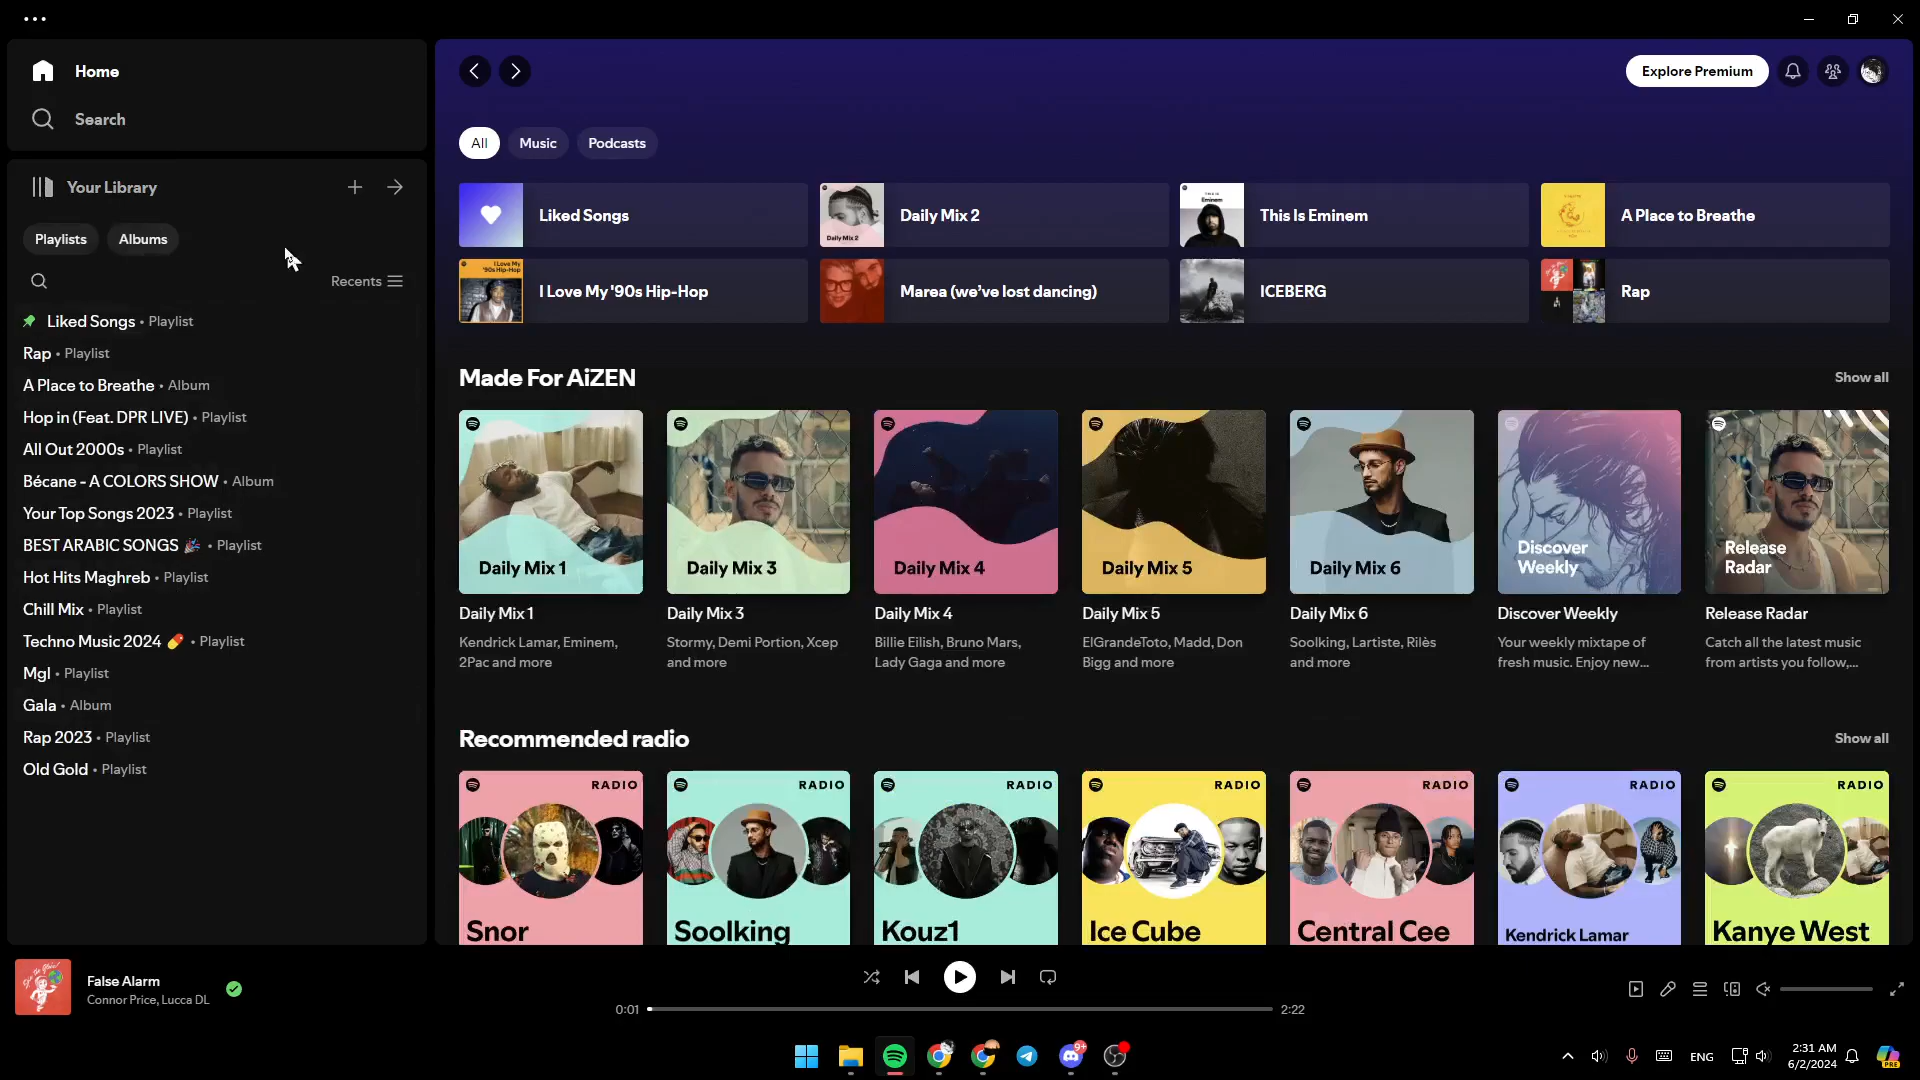 Home
Search
Your Library
Playlists
Albums
Recents
Liked Songs • Playlist
Rap • Playlist
A Place to Breathe • Album
Hop in (Feat. DPR LIVE) • Playlist
All Out 2000s • Playlist
Bécane - A COLORS SHOW • Album
Your Top Songs 2023 • Playlist
BEST ARABIC SONGS 🎉 • Playlist
Hot Hits Maghreb • Playlist
Chill Mix • Playlist
Techno Music 2024 💊 • Playlist
Mgl • Playlist
Gala • Album
Rap 2023 • Playlist
Old Gold • Playlist
Explore Premium
All
Music
Podcasts
Liked Songs
Daily Mix 2
Daily Mix 2
This Is Eminem
A Place to Breathe
I Love My '90s Hip-Hop
I Love My '90s Hip-Hop
Marea (we've lost dancing)
ICEBERG
Rap
Made For AiZEN
Show all
Daily Mix 1
Daily Mix 3
Daily Mix 4
Daily Mix 5
Daily Mix 6
Discover
Weekly
Release
Radar
Daily Mix 1
Kendrick Lamar, Eminem,
2Pac and more
Daily Mix 3
Stormy, Demi Portion, Xcep
and more
Daily Mix 4
Billie Eilish, Bruno Mars,
Lady Gaga and more
Daily Mix 5
ElGrandeToto, Madd, Don
Bigg and more
Daily Mix 6
Soolking, Lartiste, Rilès
and more
Discover Weekly
Your weekly mixtape of
fresh music. Enjoy new...
Release Radar
Catch all the latest music
from artists you follow,...
Recommended radio
Show all
RADIO
Snor
RADIO
Soolking
RADIO
Kouz1
RADIO
Ice Cube
RADIO
Central Cee
RADIO
Kendrick Lamar
RADIO
Kanye West
False Alarm
Connor Price, Lucca DL
0:01
2:22
9+
ENG
2:31 AM
6/2/2024
PRE